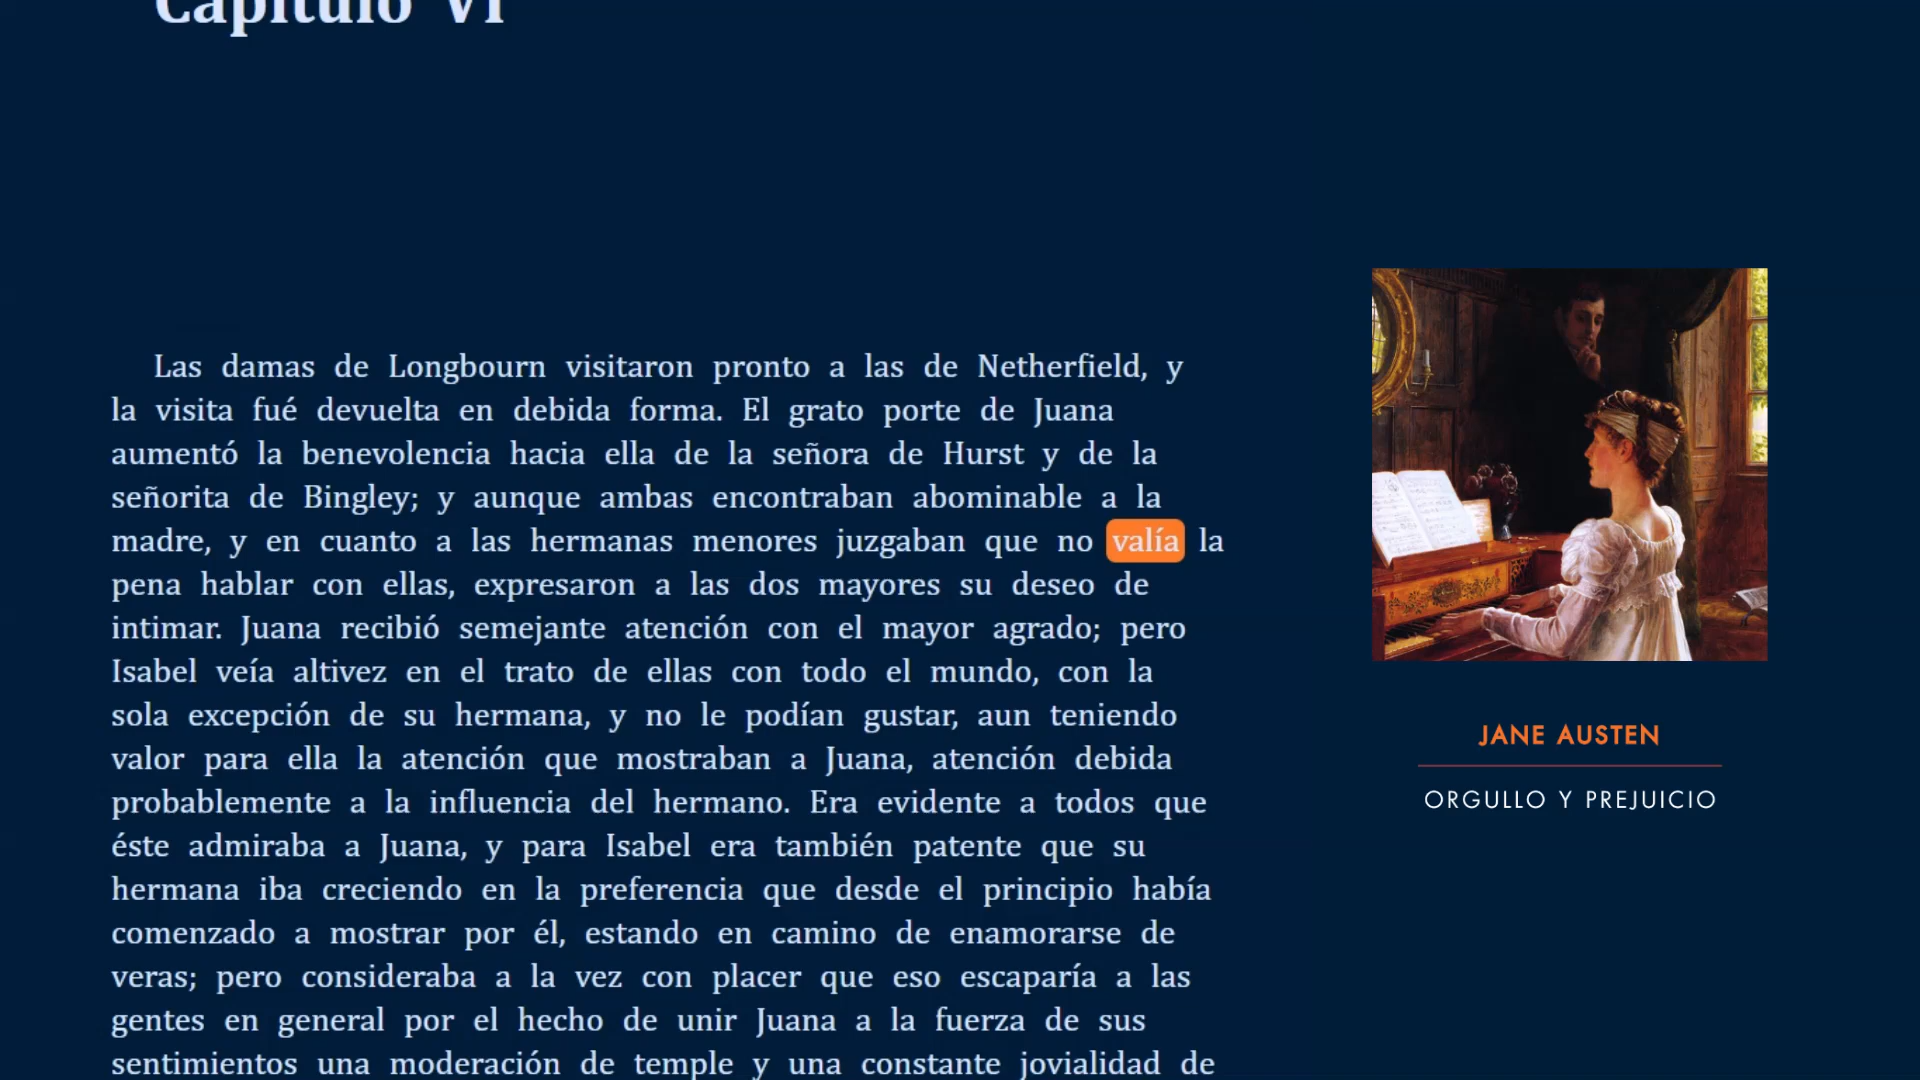 Capítulo VI
Las damas de Longbourn visitaron pronto a las de Netherfield, y
la visita fué devuelta en debida forma. El grato porte de Juana
aumentó la benevolencia hacia ella de la señora de Hurst y de la
señorita de Bingley; y aunque ambas encontraban abominable a la
madre, y en cuanto a las hermanas menores juzgaban que no valía la
pena hablar con ellas, expresaron a las dos mayores su deseo de
intimar. Juana recibió semejante atención con el mayor agrado; pero
Isabel veía altivez en el trato de ellas con todo el mundo, con la
sola excepción de su hermana, y no le podían gustar, aun teniendo
valor para ella la atención que mostraban a Juana, atención debida
probablemente a la influencia del hermano. Era evidente a todos que
éste admiraba a Juana, y para Isabel era también patente que su
hermana iba creciendo en la preferencia que desde el principio había
comenzado a mostrar por él, estando en camino de enamorarse de
veras; pero consideraba a la vez con placer que eso escaparía a las
gentes en general por el hecho de unir Juana a la fuerza de sus
sentimientos una moderación de temple y una constante jovialidad de
JANE AUSTEN
ORGULLO Y PREJUICIO